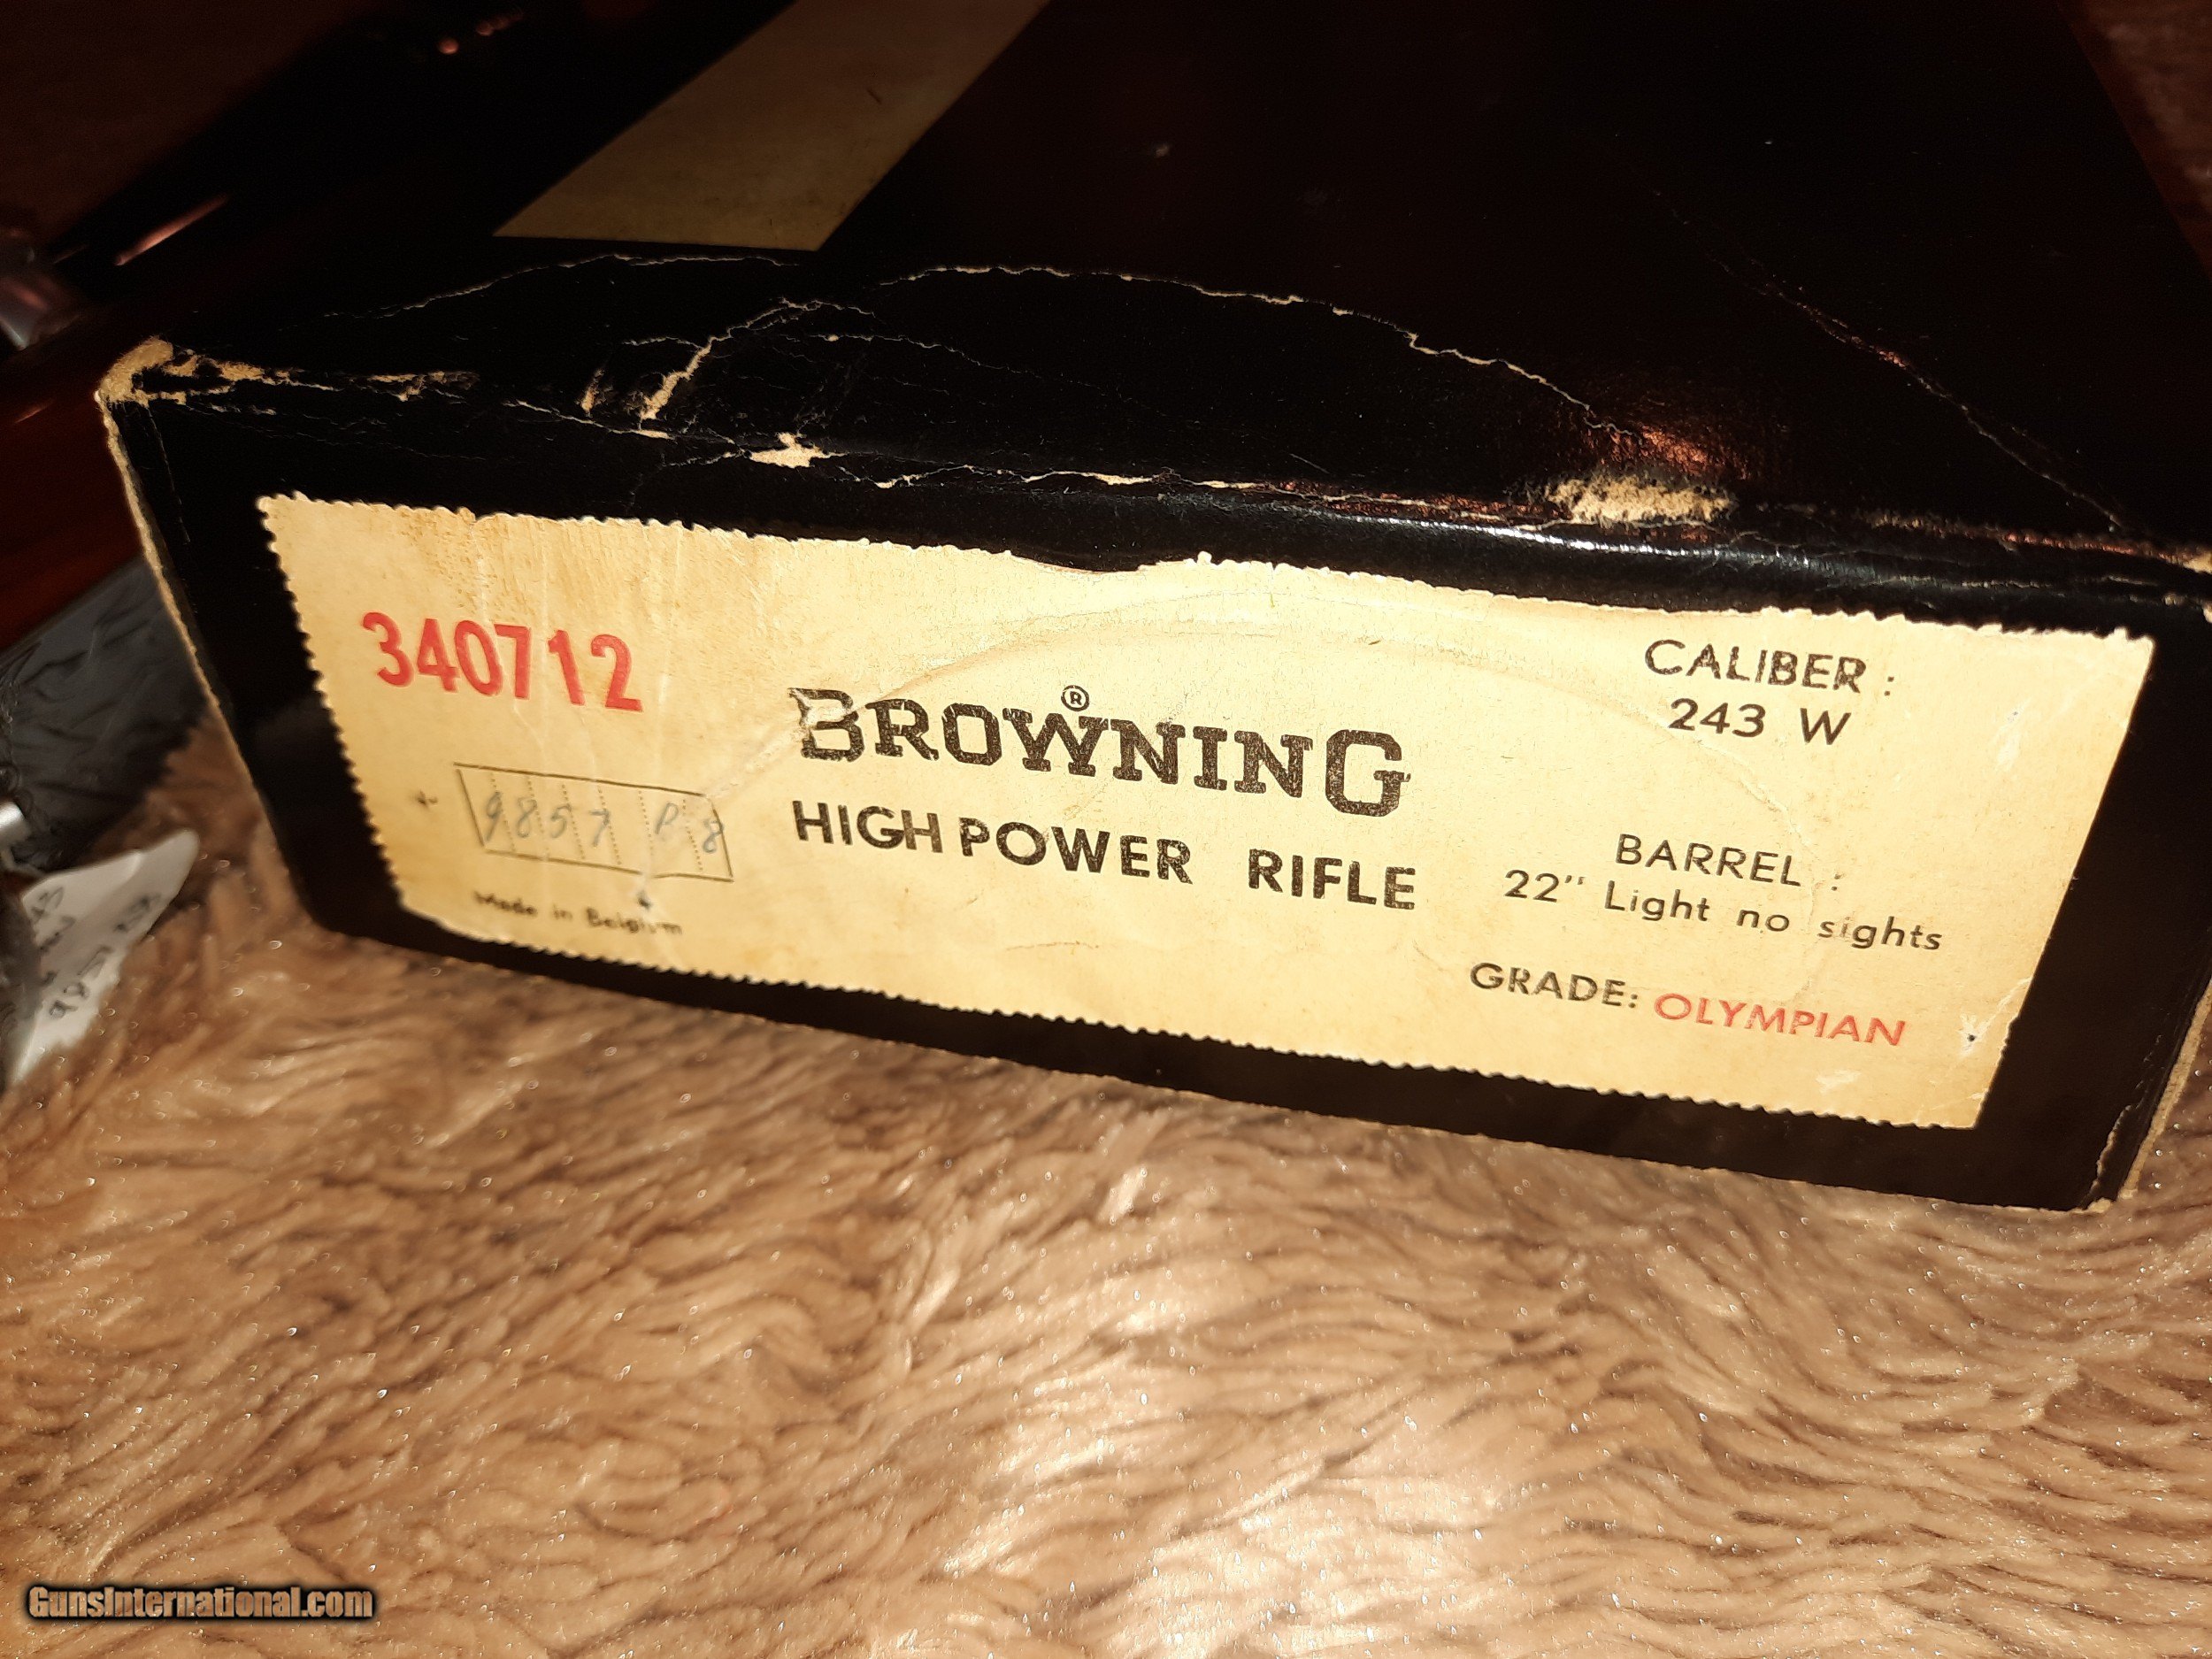 340712
BROWNING ®
HIGH POWER RIFLE
CALIBER :
243 W
9857 P 8
Made in Belgium
BARREL :
22" Light no sights
GRADE: OLYMPIAN
GunsInternational.com